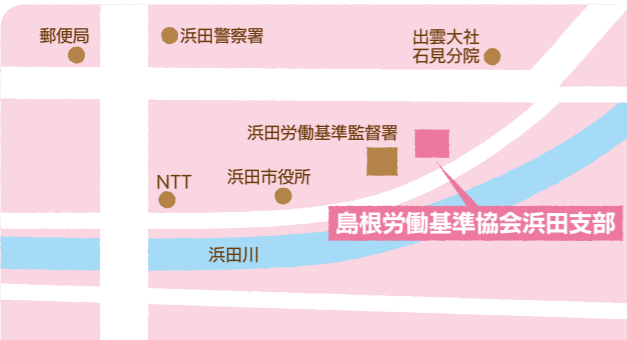 郵便局
浜田警察署
出雲大社
石見分院
浜田労働基準監督署
NTT
浜田市役所
島根労働基準協会浜田支部
浜田川